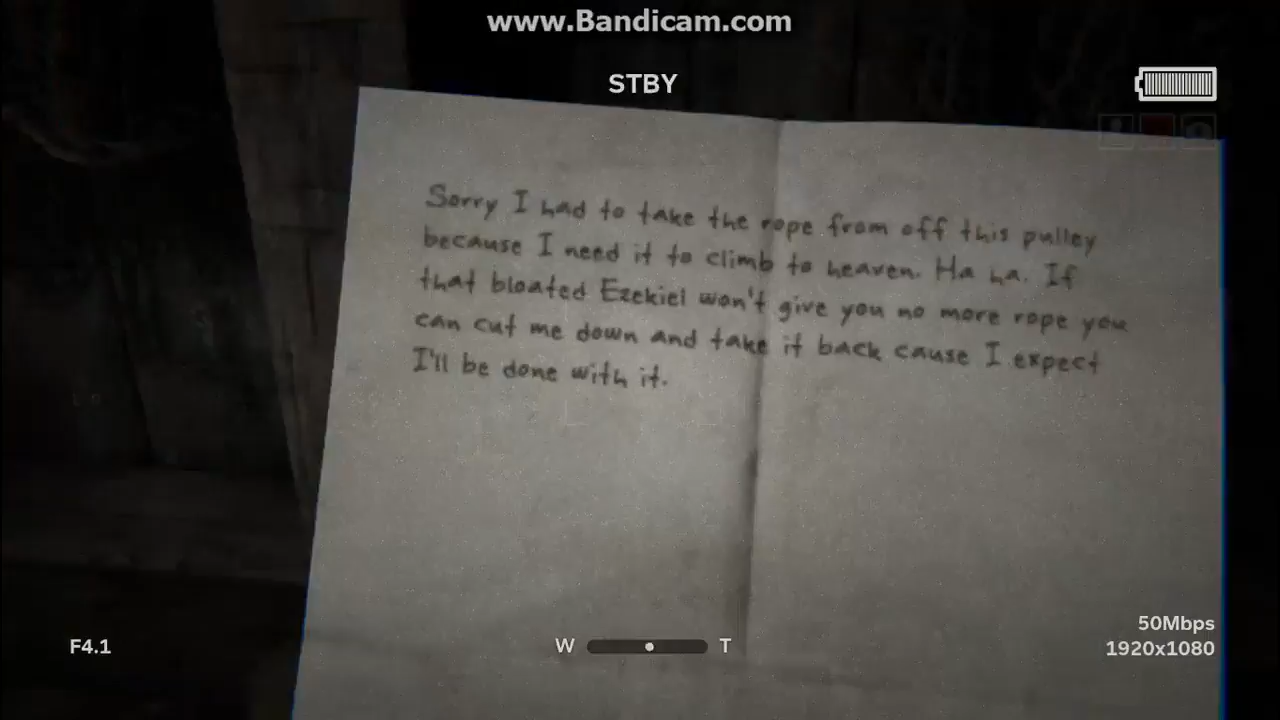 www.Bandicam.com
STBY
Sorry I had to take the rope from off this pulley
because I need it to climb to heaven. Ha ha. If
that bloated Ezekiel won't give you no more rope you
can cut me down and take it back cause I expect
I'll be done with it.
50Mbps
F4.1
W T
1920x1080